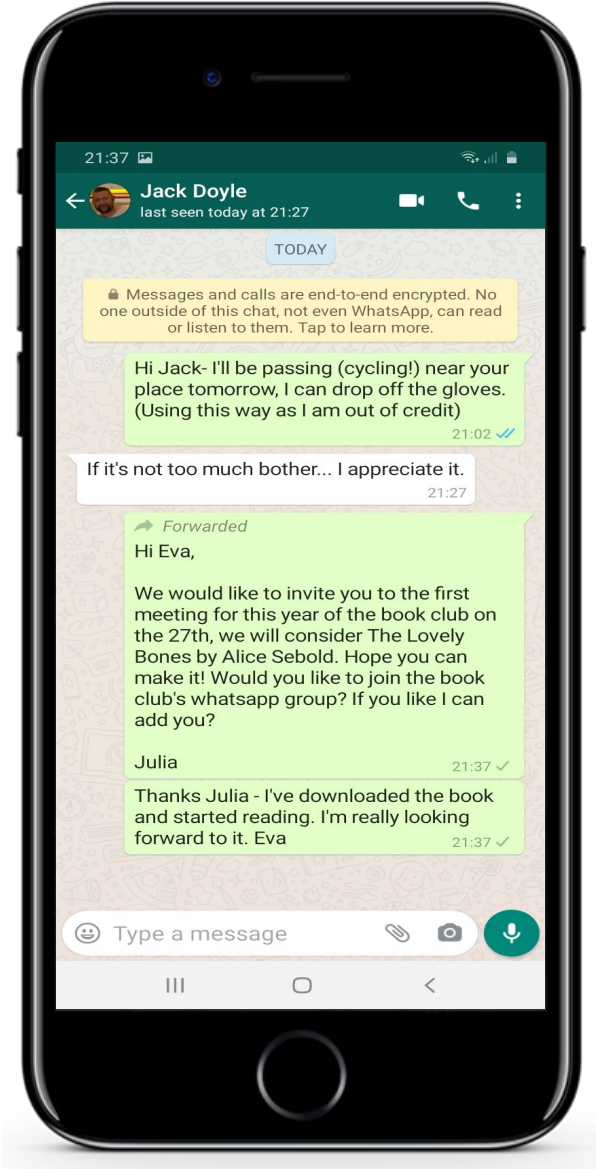 21:37
Jack Doyle
last seen today at 21:27
TODAY
Messages and calls are end-to-end encrypted. No
one outside of this chat, not even WhatsApp, can read
or listen to them. Tap to learn more.
Hi Jack- I'll be passing (cycling!) near your
place tomorrow, I can drop off the gloves.
(Using this way as I am out of credit)
21:02
If it's not too much bother... I appreciate it.
21:27
Forwarded
Hi Eva,
We would like to invite you to the first
meeting for this year of the book club on
the 27th, we will consider The Lovely
Bones by Alice Sebold. Hope you can
make it! Would you like to join the book
club's whatsapp group? If you like I can
add you?
Julia
21:37
Thanks Julia - I've downloaded the book
and started reading. I'm really looking
forward to it. Eva
21:37
Type a message